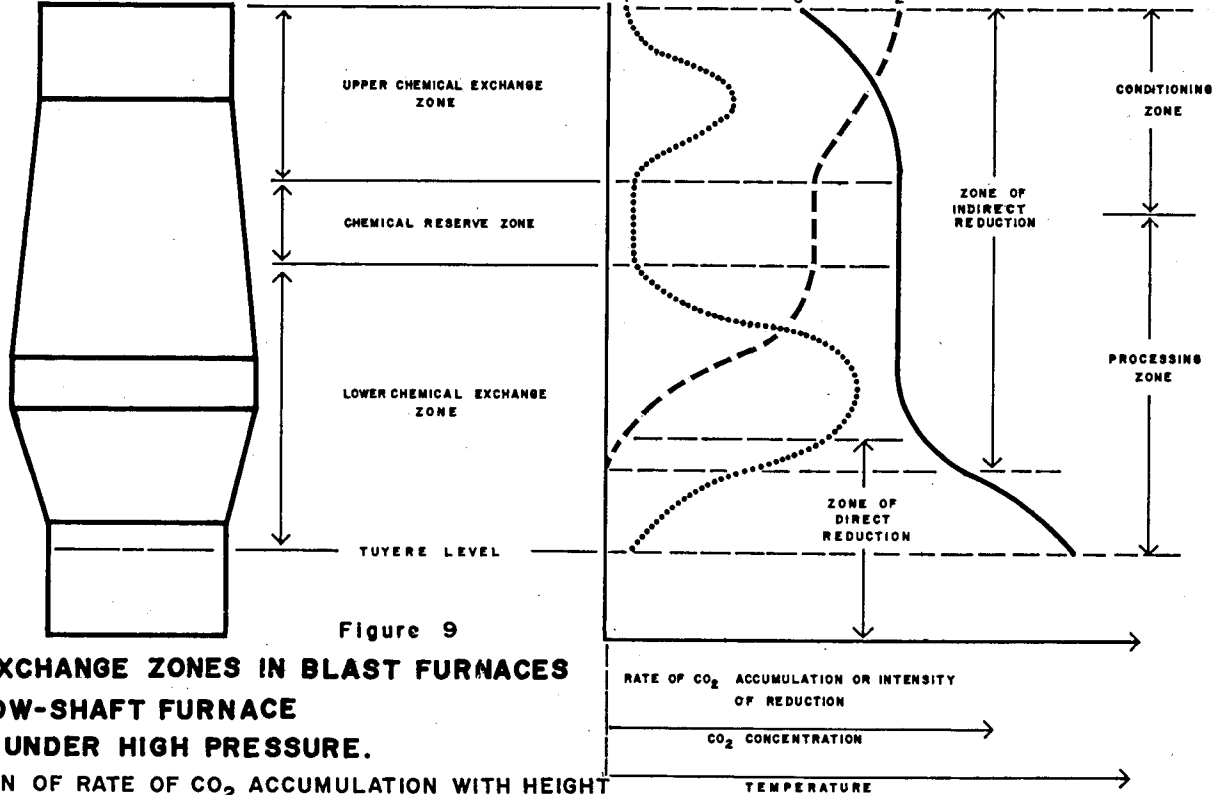 UPPER CHEMICAL EXCHANGE
ZONE
CHEMICAL RESERVE ZONE
LOWER CHEMICAL EXCHANGE
ZONE
TUYERE LEVEL
CONDITIONING
ZONE
ZONE OF
INDIRECT
REDUCTION
PROCESSING
ZONE
ZONE OF
DIRECT
REDUCTION
Figure 9
XCHANGE ZONES IN BLAST FURNACES
OW-SHAFT FURNACE
UNDER HIGH PRESSURE.
N OF RATE OF CO₂ ACCUMULATION WITH HEIGHT
RATE OF CO₂ ACCUMULATION OR INTENSITY
OF REDUCTION
CO₂ CONCENTRATION
TEMPERATURE